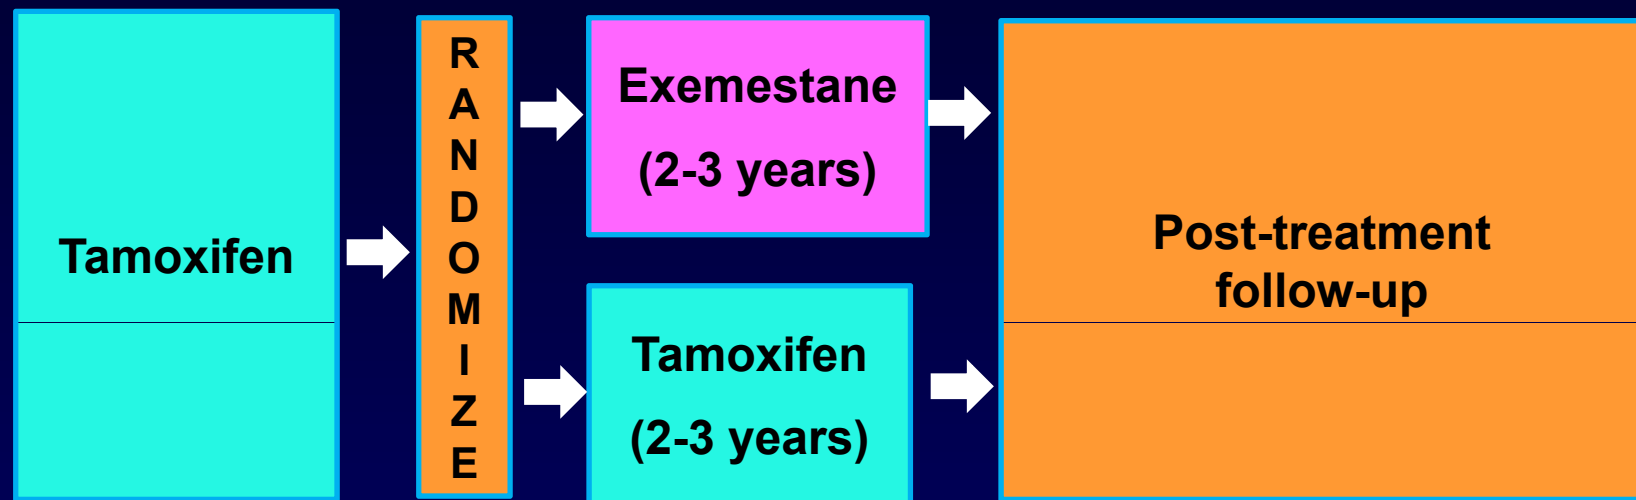 Tamoxifen
R
A
N
D
O
M
I
Z
E
Exemestane
(2-3 years)
Tamoxifen
(2-3 years)
Post-treatment
follow-up